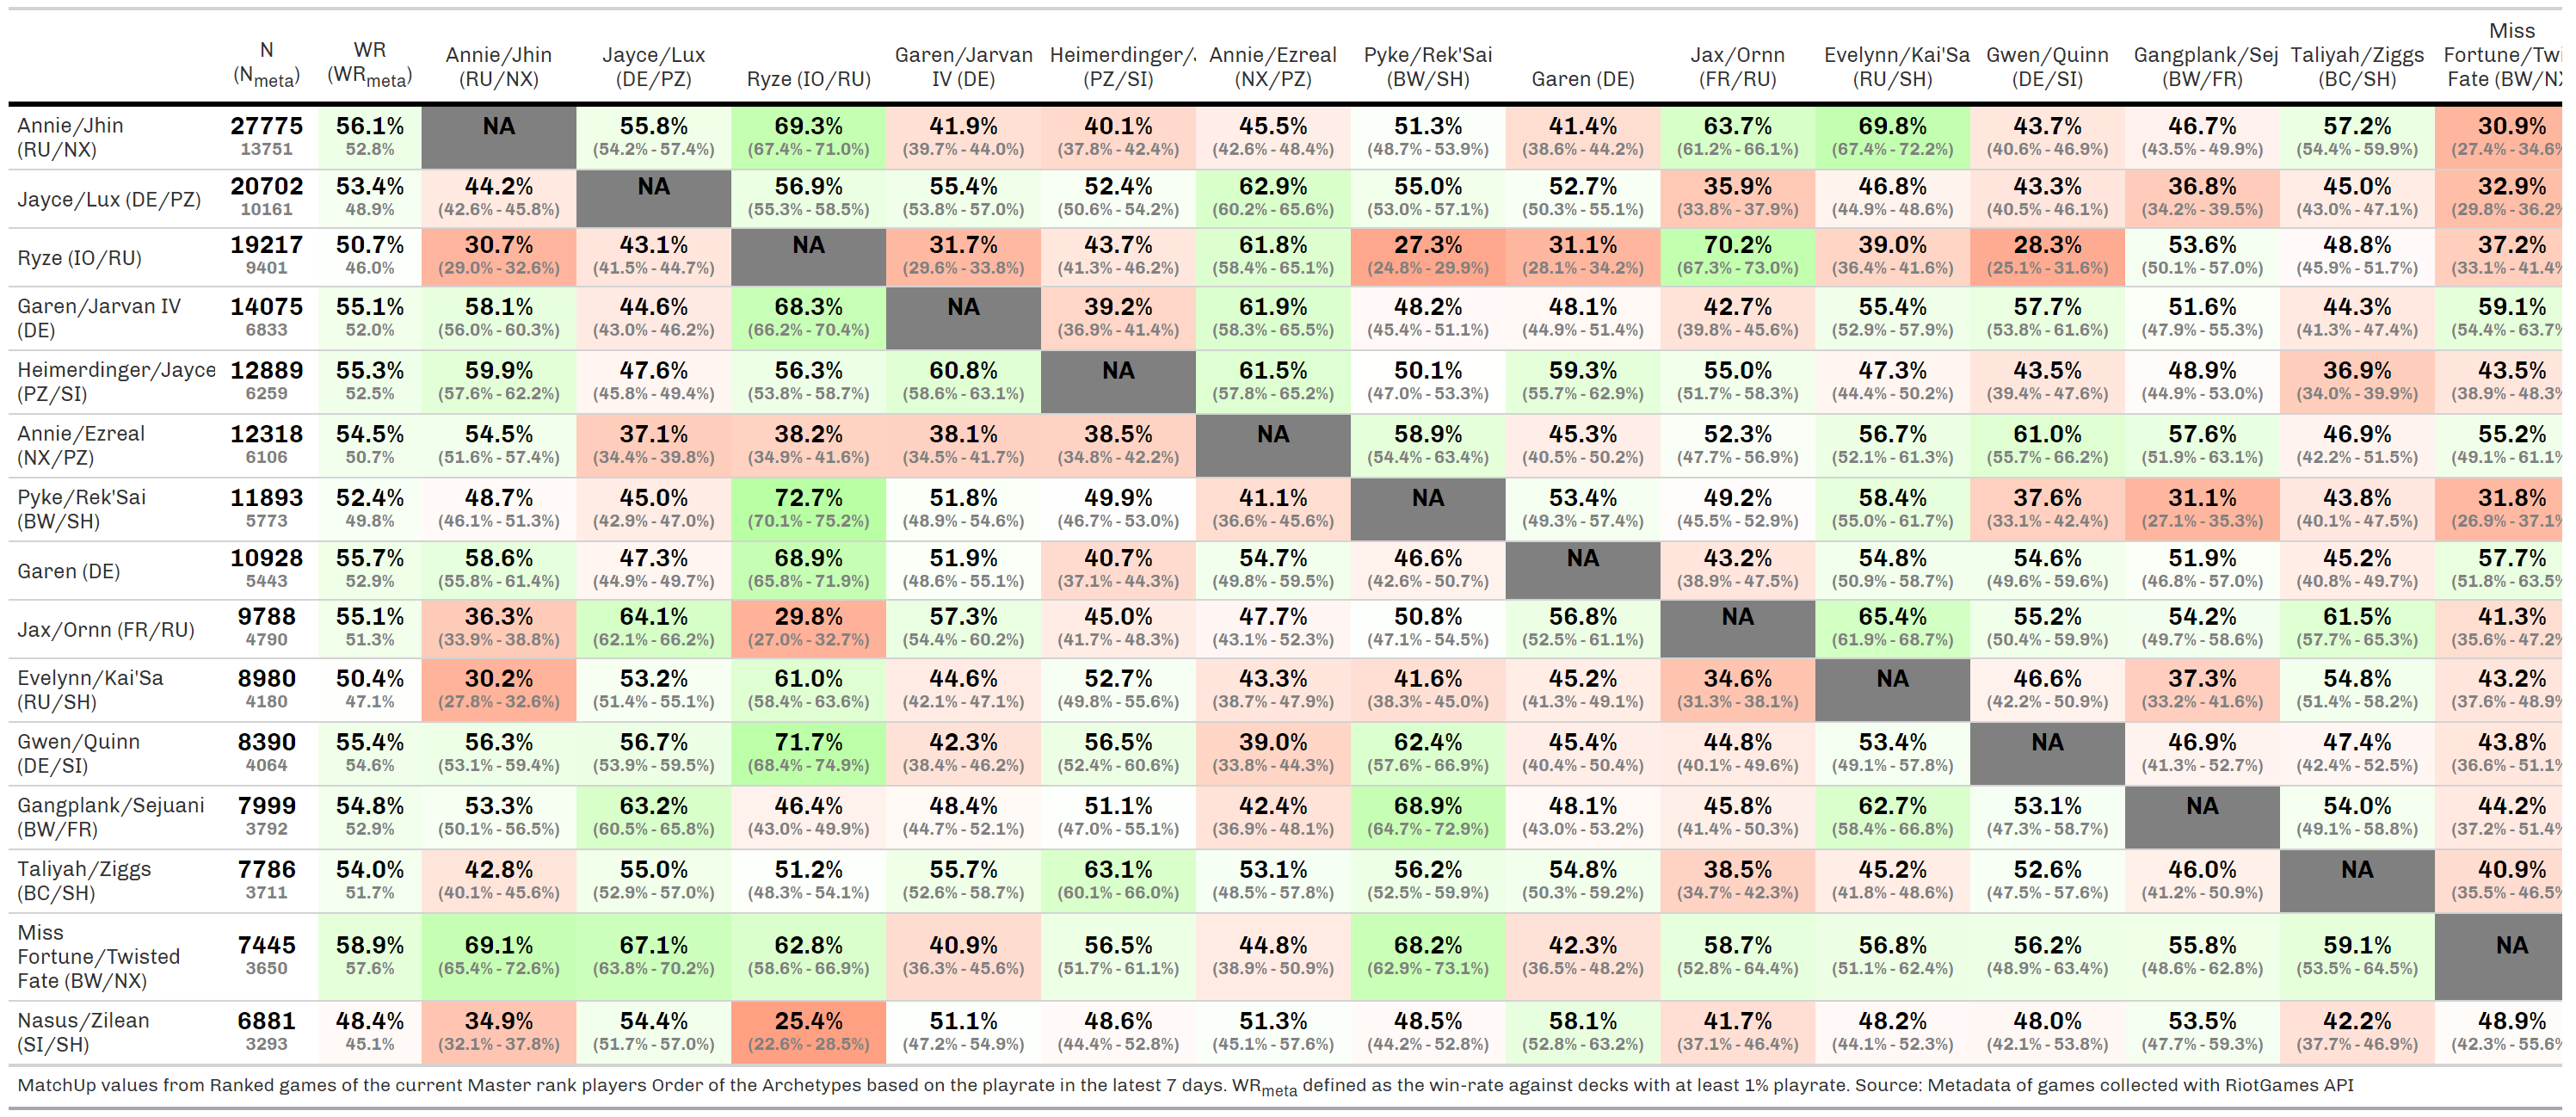 N (Nmeta) WR (WRmeta) Annie/Jhin (RU/NX) Jayce/Lux (DE/PZ) Ryze (IO/RU) Garen/Jarvan IV (DE) Heimerdinger/J (PZ/SI) Annie/Ezreal (NX/PZ) Pyke/Rek'Sai (BW/SH) Garen (DE) Jax/Ornn (FR/RU) Evelynn/Kai'Sa (RU/SH) Gwen/Quinn (DE/SI) Gangplank/Sej (BW/FR) Taliyah/Ziggs (BC/SH) Miss Fortune/Twi Fate (BW/NX
Annie/Jhin (RU/NX) 27775 56.1% NA 55.8% 69.3% 41.9% 40.1% 45.5% 51.3% 41.4% 63.7% 69.8% 43.7% 46.7% 57.2% 30.9%
13751 52.8% (54.2% - 57.4%) (67.4% - 71.0%) (39.7% - 44.0%) (37.8% - 42.4%) (42.6% - 48.4%) (48.7% - 53.9%) (38.6% - 44.2%) (61.2% - 66.1%) (67.4% - 72.2%) (40.6% - 46.9%) (43.5% - 49.9%) (54.4% - 59.9%) (27.4% - 34.6%
Jayce/Lux (DE/PZ) 20702 53.4% 44.2% NA 56.9% 55.4% 52.4% 62.9% 55.0% 52.7% 35.9% 46.8% 43.3% 36.8% 45.0% 32.9%
10161 48.9% (42.6% - 45.8%) (55.3% - 58.5%) (53.8% - 57.0%) (50.6% - 54.2%) (60.2% - 65.6%) (53.0% - 57.1%) (50.3% - 55.1%) (33.8% - 37.9%) (44.9% - 48.6%) (40.5% - 46.1%) (34.2% - 39.5%) (43.0% - 47.1%) (29.8% - 36.2%
Ryze (IO/RU) 19217 50.7% 30.7% 43.1% NA 31.7% 43.7% 61.8% 27.3% 31.1% 70.2% 39.0% 28.3% 53.6% 48.8% 37.2%
9401 46.0% (29.0% - 32.6%) (41.5% - 44.7%) (29.6% - 33.8%) (41.3% - 46.2%) (58.4% - 65.1%) (24.8% - 29.9%) (28.1% - 34.2%) (67.3% - 73.0%) (36.4% - 41.6%) (25.1% - 31.6%) (50.1% - 57.0%) (45.9% - 51.7%) (33.1% - 41.4%
Garen/Jarvan IV (DE) 14075 55.1% 58.1% 44.6% 68.3% NA 39.2% 61.9% 48.2% 48.1% 42.7% 55.4% 57.7% 51.6% 44.3% 59.1%
6833 52.0% (56.0% - 60.3%) (43.0% - 46.2%) (66.2% - 70.4%) (36.9% - 41.4%) (58.3% - 65.5%) (45.4% - 51.1%) (44.9% - 51.4%) (39.8% - 45.6%) (52.9% - 57.9%) (53.8% - 61.6%) (47.9% - 55.3%) (41.3% - 47.4%) (54.4% - 63.7%
Heimerdinger/Jayce (PZ/SI) 12889 55.3% 59.9% 47.6% 56.3% 60.8% NA 61.5% 50.1% 59.3% 55.0% 47.3% 43.5% 48.9% 36.9% 43.5%
6259 52.5% (57.6% - 62.2%) (45.8% - 49.4%) (53.8% - 58.7%) (58.6% - 63.1%) (57.8% - 65.2%) (47.0% - 53.3%) (55.7% - 62.9%) (51.7% - 58.3%) (44.4% - 50.2%) (39.4% - 47.6%) (44.9% - 53.0%) (34.0% - 39.9%) (38.9% - 48.3%
Annie/Ezreal (NX/PZ) 12318 54.5% 54.5% 37.1% 38.2% 38.1% 38.5% NA 58.9% 45.3% 52.3% 56.7% 61.0% 57.6% 46.9% 55.2%
6106 50.7% (51.6% - 57.4%) (34.4% - 39.8%) (34.9% - 41.6%) (34.5% - 41.7%) (34.8% - 42.2%) (54.4% - 63.4%) (40.5% - 50.2%) (47.7% - 56.9%) (52.1% - 61.3%) (55.7% - 66.2%) (51.9% - 63.1%) (42.2% - 51.5%) (49.1% - 61.1%
Pyke/Rek'Sai (BW/SH) 11893 52.4% 48.7% 45.0% 72.7% 51.8% 49.9% 41.1% NA 53.4% 49.2% 58.4% 37.6% 31.1% 43.8% 31.8%
5773 49.8% (46.1% - 51.3%) (42.9% - 47.0%) (70.1% - 75.2%) (48.9% - 54.6%) (46.7% - 53.0%) (36.6% - 45.6%) (49.3% - 57.4%) (45.5% - 52.9%) (55.0% - 61.7%) (33.1% - 42.4%) (27.1% - 35.3%) (40.1% - 47.5%) (26.9% - 37.1%
Garen (DE) 10928 55.7% 58.6% 47.3% 68.9% 51.9% 40.7% 54.7% 46.6% NA 43.2% 54.8% 54.6% 51.9% 45.2% 57.7%
5443 52.9% (55.8% - 61.4%) (44.9% - 49.7%) (65.8% - 71.9%) (48.6% - 55.1%) (37.1% - 44.3%) (49.8% - 59.5%) (42.6% - 50.7%) (38.9% - 47.5%) (50.9% - 58.7%) (49.6% - 59.6%) (46.8% - 57.0%) (40.8% - 49.7%) (51.8% - 63.5%
Jax/Ornn (FR/RU) 9788 55.1% 36.3% 64.1% 29.8% 57.3% 45.0% 47.7% 50.8% 56.8% NA 65.4% 55.2% 54.2% 61.5% 41.3%
4790 51.3% (33.9% - 38.8%) (62.1% - 66.2%) (27.0% - 32.7%) (54.4% - 60.2%) (41.7% - 48.3%) (43.1% - 52.3%) (47.1% - 54.5%) (52.5% - 61.1%) (61.9% - 68.7%) (50.4% - 59.9%) (49.7% - 58.6%) (57.7% - 65.3%) (35.6% - 47.2%
Evelynn/Kai'Sa (RU/SH) 8980 50.4% 30.2% 53.2% 61.0% 44.6% 52.7% 43.3% 41.6% 45.2% 34.6% NA 46.6% 37.3% 54.8% 43.2%
4180 47.1% (27.8% - 32.6%) (51.4% - 55.1%) (58.4% - 63.6%) (42.1% - 47.1%) (49.8% - 55.6%) (38.7% - 47.9%) (38.3% - 45.0%) (41.3% - 49.1%) (31.3% - 38.1%) (42.2% - 50.9%) (33.2% - 41.6%) (51.4% - 58.2%) (37.6% - 48.9%
Gwen/Quinn (DE/SI) 8390 55.4% 56.3% 56.7% 71.7% 42.3% 56.5% 39.0% 62.4% 45.4% 44.8% 53.4% NA 46.9% 47.4% 43.8%
4064 54.6% (53.1% - 59.4%) (53.9% - 59.5%) (68.4% - 74.9%) (38.4% - 46.2%) (52.4% - 60.6%) (33.8% - 44.3%) (57.6% - 66.9%) (40.4% - 50.4%) (40.1% - 49.6%) (49.1% - 57.8%) (41.3% - 52.7%) (42.4% - 52.5%) (36.6% - 51.1%
Gangplank/Sejuani (BW/FR) 7999 54.8% 53.3% 63.2% 46.4% 48.4% 51.1% 42.4% 68.9% 48.1% 45.8% 62.7% 53.1% NA 54.0% 44.2%
3792 52.9% (50.1% - 56.5%) (60.5% - 65.8%) (43.0% - 49.9%) (44.7% - 52.1%) (47.0% - 55.1%) (36.9% - 48.1%) (64.7% - 72.9%) (43.0% - 53.2%) (41.4% - 50.3%) (58.4% - 66.8%) (47.3% - 58.7%) (49.1% - 58.8%) (37.2% - 51.4%
Taliyah/Ziggs (BC/SH) 7786 54.0% 42.8% 55.0% 51.2% 55.7% 63.1% 53.1% 56.2% 54.8% 38.5% 45.2% 52.6% 46.0% NA 40.9%
3711 51.7% (40.1% - 45.6%) (52.9% - 57.0%) (48.3% - 54.1%) (52.6% - 58.7%) (60.1% - 66.0%) (48.5% - 57.8%) (52.5% - 59.9%) (50.3% - 59.2%) (34.7% - 42.3%) (41.8% - 48.6%) (47.5% - 57.6%) (41.2% - 50.9%) (35.5% - 46.5%
Miss Fortune/Twisted Fate (BW/NX) 7445 58.9% 69.1% 67.1% 62.8% 40.9% 56.5% 44.8% 68.2% 42.3% 58.7% 56.8% 56.2% 55.8% 59.1% NA
3650 57.6% (65.4% - 72.6%) (63.8% - 70.2%) (58.6% - 66.9%) (36.3% - 45.6%) (51.7% - 61.1%) (38.9% - 50.9%) (62.9% - 73.1%) (36.5% - 48.2%) (52.8% - 64.4%) (51.1% - 62.4%) (48.9% - 63.4%) (48.6% - 62.8%) (53.5% - 64.5%)
Nasus/Zilean (SI/SH) 6881 48.4% 34.9% 54.4% 25.4% 51.1% 48.6% 51.3% 48.5% 58.1% 41.7% 48.2% 48.0% 53.5% 42.2% 48.9%
3293 45.1% (32.1% - 37.8%) (51.7% - 57.0%) (22.6% - 28.5%) (47.2% - 54.9%) (44.4% - 52.8%) (45.1% - 57.6%) (44.2% - 52.8%) (52.8% - 63.2%) (37.1% - 46.4%) (44.1% - 52.3%) (42.1% - 53.8%) (47.7% - 59.3%) (37.7% - 46.9%) (42.3% - 55.6%
MatchUp values from Ranked games of the current Master rank players Order of the Archetypes based on the playrate in the latest 7 days. WRmeta defined as the win-rate against decks with at least 1% playrate. Source: Metadata of games collected with RiotGames API